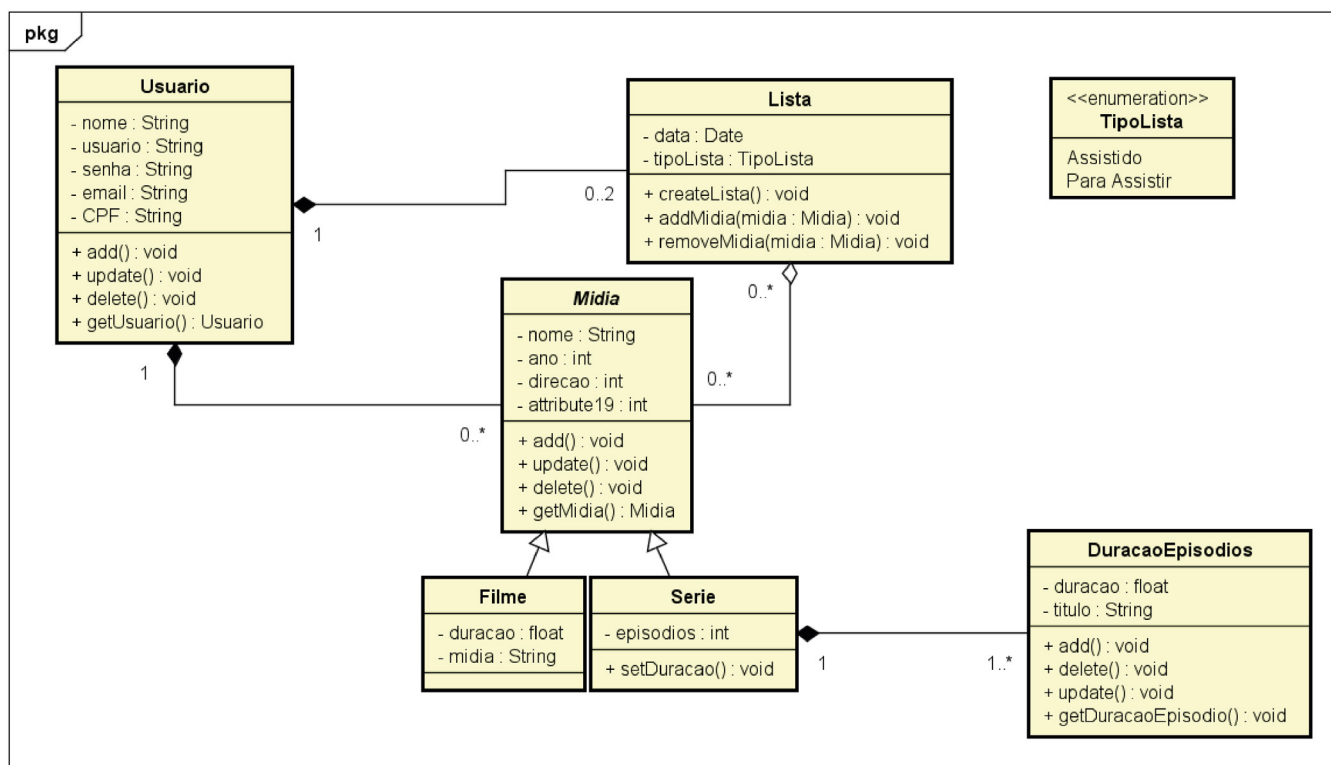 pkg
Usuario
- nome : String
- usuario : String
- senha : String
- email : String
- CPF : String
+ add() : void
+ update() : void
+ delete() : void
+ getUsuario() : Usuario
1
0..2
Lista
- data : Date
- tipoLista : TipoLista
+ createLista() : void
+ addMidia(midia : Midia) : void
+ removeMidia(midia : Midia) : void
<<enumeration>>
TipoLista
Assistido
Para Assistir
1
0..*
Midia
- nome : String
- ano : int
- direcao : int
- attribute19 : int
+ add() : void
+ update() : void
+ delete() : void
+ getMidia() : Midia
0..*
0..*
Filme
- duracao : float
- midia : String
Serie
- episodios : int
+ setDuracao() : void
1
1..*
DuracaoEpisodios
- duracao : float
- titulo : String
+ add() : void
+ delete() : void
+ update() : void
+ getDuracaoEpisodio() : void